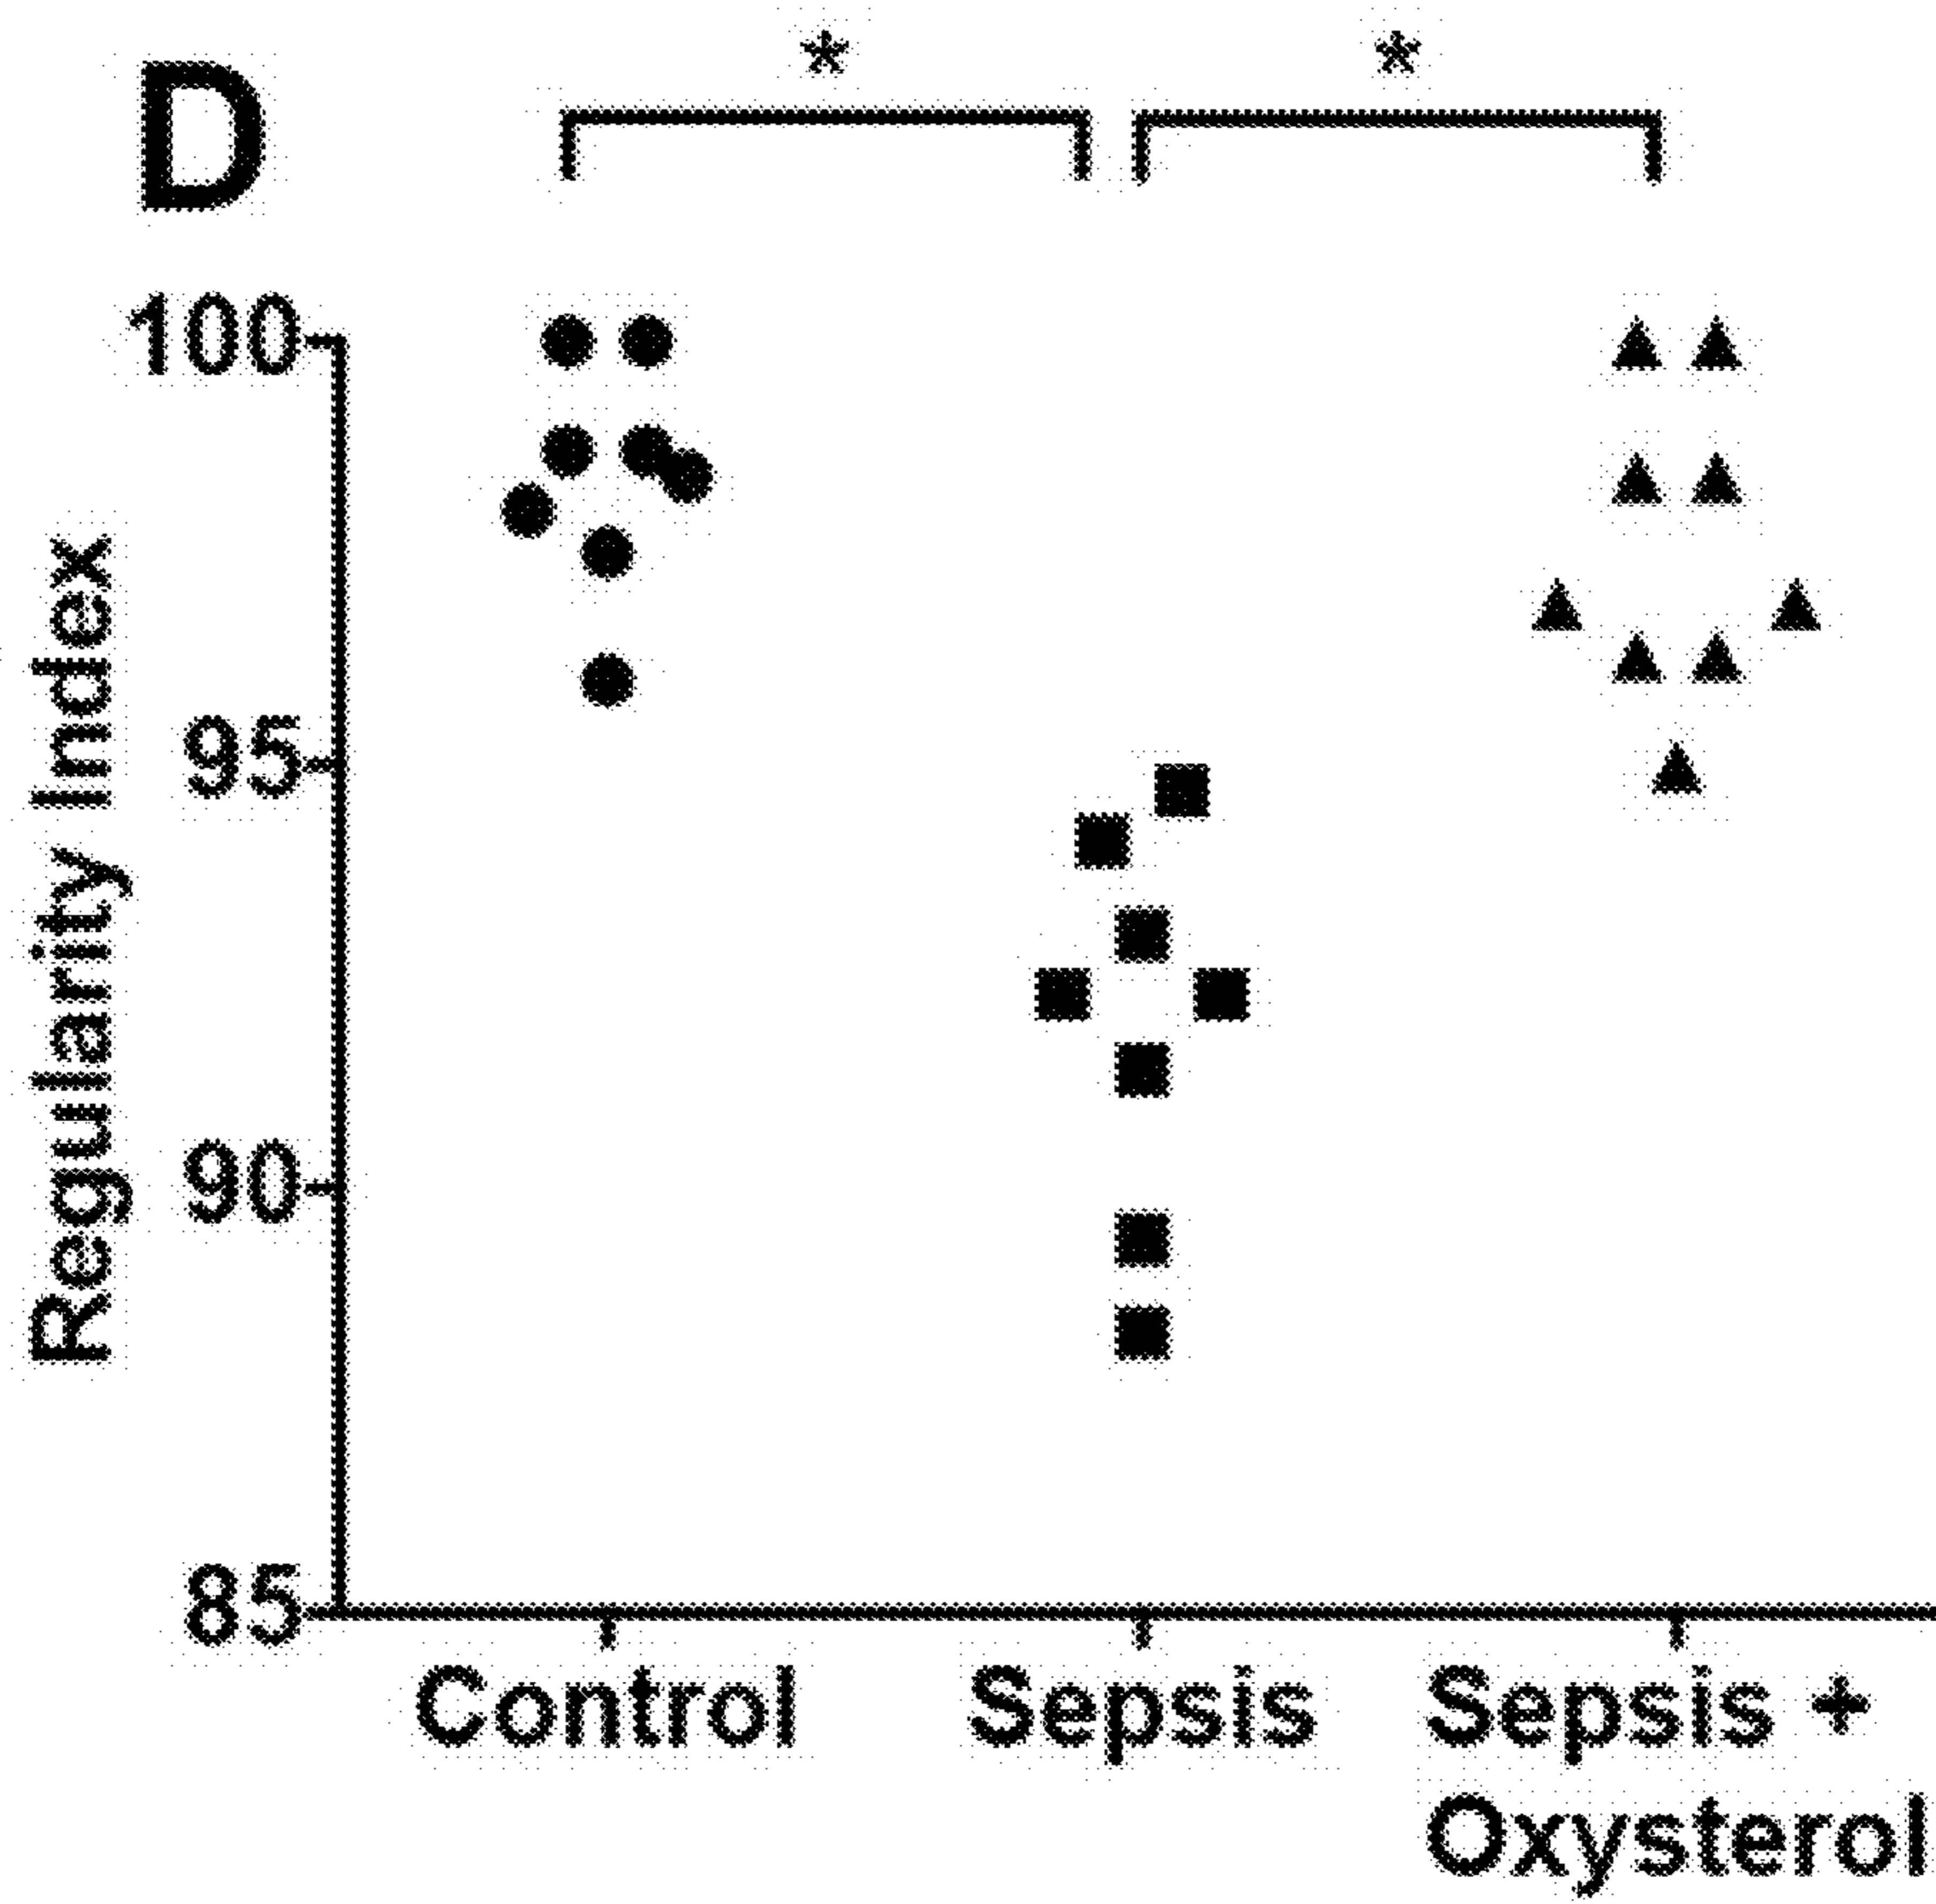 D
*
*
100
95
90
85
Regularity Index
Control
Sepsis
Sepsis +
Oxysterol